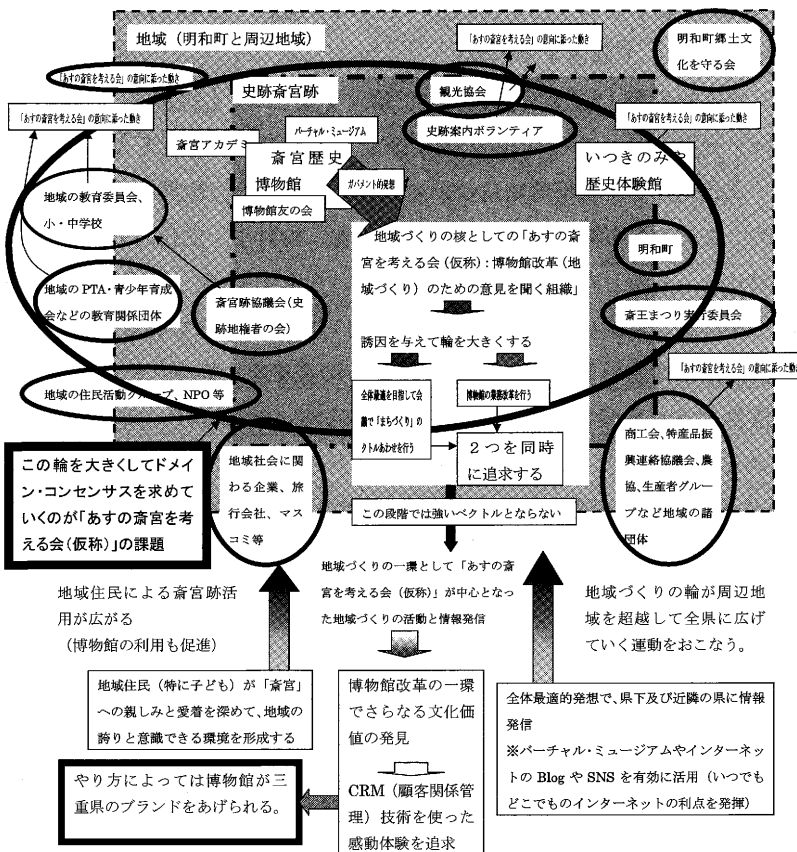 地域（明和町と周辺地域）
「あすの斎宮を考える会」の意向に添った動き
明和町郷土文
化を守る会
「あすの斎宮を考える会」の意向に添った動き
史跡斎宮跡
観光協会
「あすの斎宮を考える会」の意向に添った動き
バーチャル・ミュージアム
史跡案内ボランティア
「あすの斎宮を考える会」の意向に添った動き
斎宮アカデミ
斎宮歴史
博物館
ガバメント的発想
いつきのみや
歴史体験館
地域の教育委員会、
小・中学校
博物館友の会
地域づくりの核としての「あすの斎
宮を考える会（仮称）：博物館改革（地
域づくり）のための意見を聞く組織」
明和町
地域のPTA・青少年育成
会などの教育関係団体
斎宮跡協議会（史
跡地権者の会）
斎王まつり実行委員会
誘因を与えて輪を大きくする
「あすの斎宮を考える会」の意向に添った動き
地域の住民活動グループ、NPO等
全体最適を目指して会
議で「まちづくり」のベ
クトルあわせを行う
博物館の業務改革を行う
２つを同時
に追求する
この輪を大きくしてドメイ
ン・コンセンサスを求めて
いくのが「あすの斎宮を考
える会（仮称）」の課題
地域社会に関
わる企業、旅
行会社、マス
コミ等
商工会、特産品振
興連絡協議会、農
協、生産者グルー
プなど地域の諸
団体
この段階では強いベクトルとならない
地域住民による斎宮跡活
用が広がる
（博物館の利用も促進）
地域づくりの一環として「あすの斎
宮を考える会（仮称）」が中心となっ
た地域づくりの活動と情報発信
地域づくりの輪が周辺地
域を超越して全県に広げ
ていく運動をおこなう。
地域住民（特に子ども）が「斎宮」
への親しみと愛着を深めて、地域の
誇りと意識できる環境を形成する
博物館改革の一環
でさらなる文化価
値の発見
全体最適的発想で、県下及び近隣の県に情報
発信
※バーチャル・ミュージアムやインターネッ
トのBlogやSNSを有効に活用（いつでも
どこでものインターネットの利点を発揮）
やり方によっては博物館が三
重県のブランドをあげられる。
CRM（顧客関係管
理）技術を使った
感動体験を追求